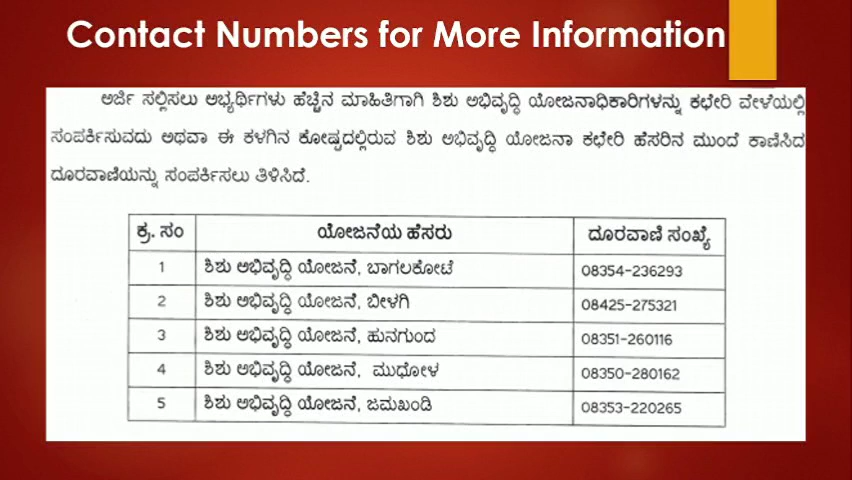 Contact Numbers for More Information
ಅರ್ಜಿ ಸಲ್ಲಿಸಲು ಅಭ್ಯರ್ಥಿಗಳು ಹೆಚ್ಚಿನ ಮಾಹಿತಿಗಾಗಿ ಶಿಶು ಅಭಿವೃದ್ಧಿ ಯೋಜನಾಧಿಕಾರಿಗಳನ್ನು ಕಛೇರಿ ವೇಳೆಯಲ್ಲಿ
ಸಂಪರ್ಕಿಸುವದು ಅಥವಾ ಈ ಕೆಳಗಿನ ಕೋಷ್ಟದಲ್ಲಿರುವ ಶಿಶು ಅಭಿವೃದ್ಧಿ ಯೋಜನಾ ಕಛೇರಿ ಹೆಸರಿನ ಮುಂದೆ ಕಾಣಿಸಿದ
ದೂರವಾಣಿಯನ್ನು ಸಂಪರ್ಕಿಸಲು ತಿಳಿಸಿದೆ.
ಕ್ರ. ಸಂ ಯೋಜನೆಯ ಹೆಸರು ದೂರವಾಣಿ ಸಂಖ್ಯೆ
1 ಶಿಶು ಅಭಿವೃದ್ಧಿ ಯೋಜನೆ, ಬಾಗಲಕೋಟೆ 08354-236293
2 ಶಿಶು ಅಭಿವೃದ್ಧಿ ಯೋಜನೆ, ಬೀಳಗಿ 08425-275321
3 ಶಿಶು ಅಭಿವೃದ್ಧಿ ಯೋಜನೆ, ಹುನಗುಂದ 08351-260116
4 ಶಿಶು ಅಭಿವೃದ್ಧಿ ಯೋಜನೆ, ಮುಧೋಳ 08350-280162
5 ಶಿಶು ಅಭಿವೃದ್ಧಿ ಯೋಜನೆ, ಜಮಖಂಡಿ 08353-220265